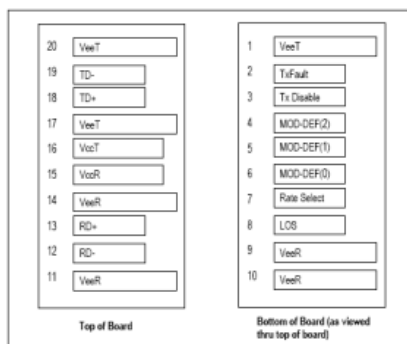 20 VeeT
19 TD-
18 TD+
17 VeeT
16 VccT
15 VccR
14 VeeR
13 RD+
12 RD-
11 VeeR
Top of Board
1 VeeT
2 TxFault
3 Tx Disable
4 MOD-DEF(2)
5 MOD-DEF(1)
6 MOD-DEF(0)
7 Rate Select
8 LOS
9 VeeR
10 VeeR
Bottom of Board (as viewed
thru top of board)